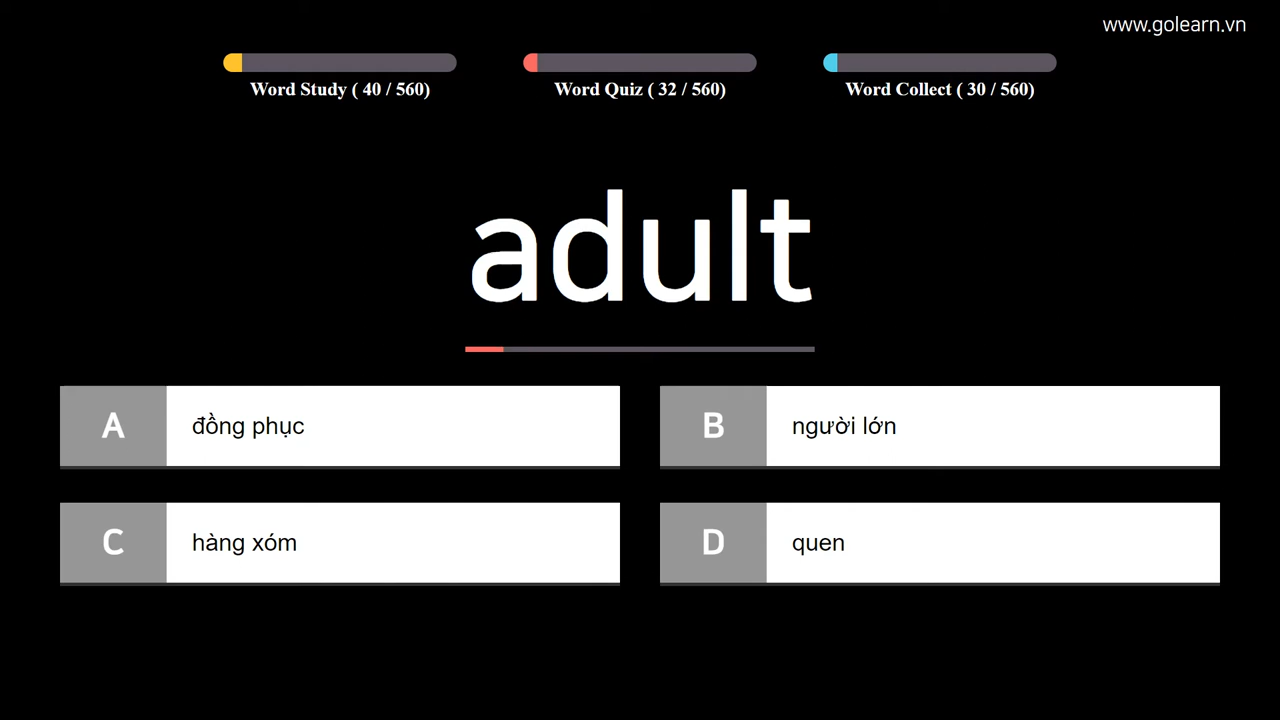 www.golearn.vn
Word Study ( 40 / 560)
Word Quiz ( 32 / 560)
Word Collect ( 30 / 560)
adult
A đồng phục
B người lớn
C hàng xóm
D quen